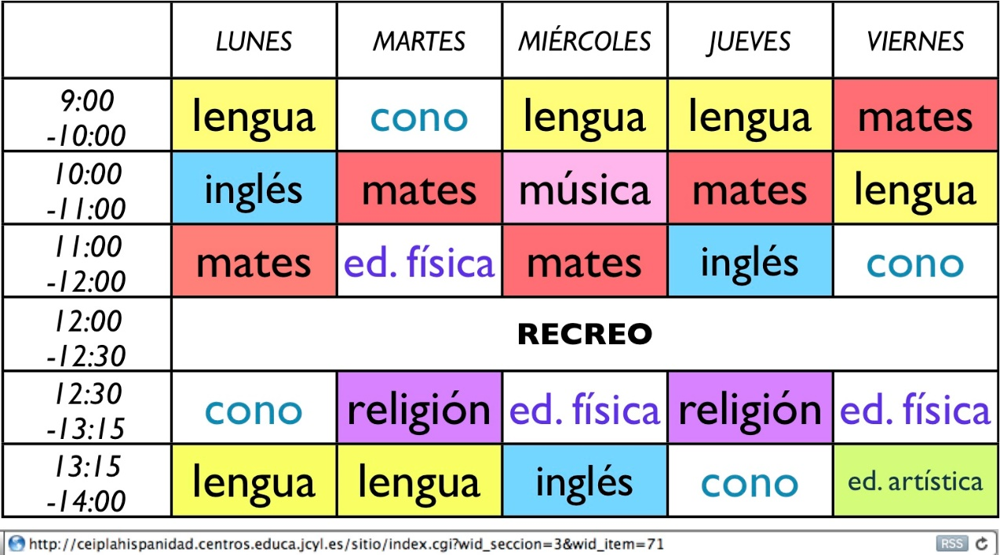 LUNES MARTES MIÉRCOLES JUEVES VIERNES
9:00
-10:00
lengua cono lengua lengua mates
10:00
-11:00
inglés mates música mates lengua
11:00
-12:00
mates ed. física mates inglés cono
12:00
-12:30
RECREO
12:30
-13:15
cono religión ed. física religión ed. física
13:15
-14:00
lengua lengua inglés cono ed. artística
http://ceiplahispanidad.centros.educa.jcyl.es/sitio/index.cgi?wid_seccion=3&wid_item=71 RSS